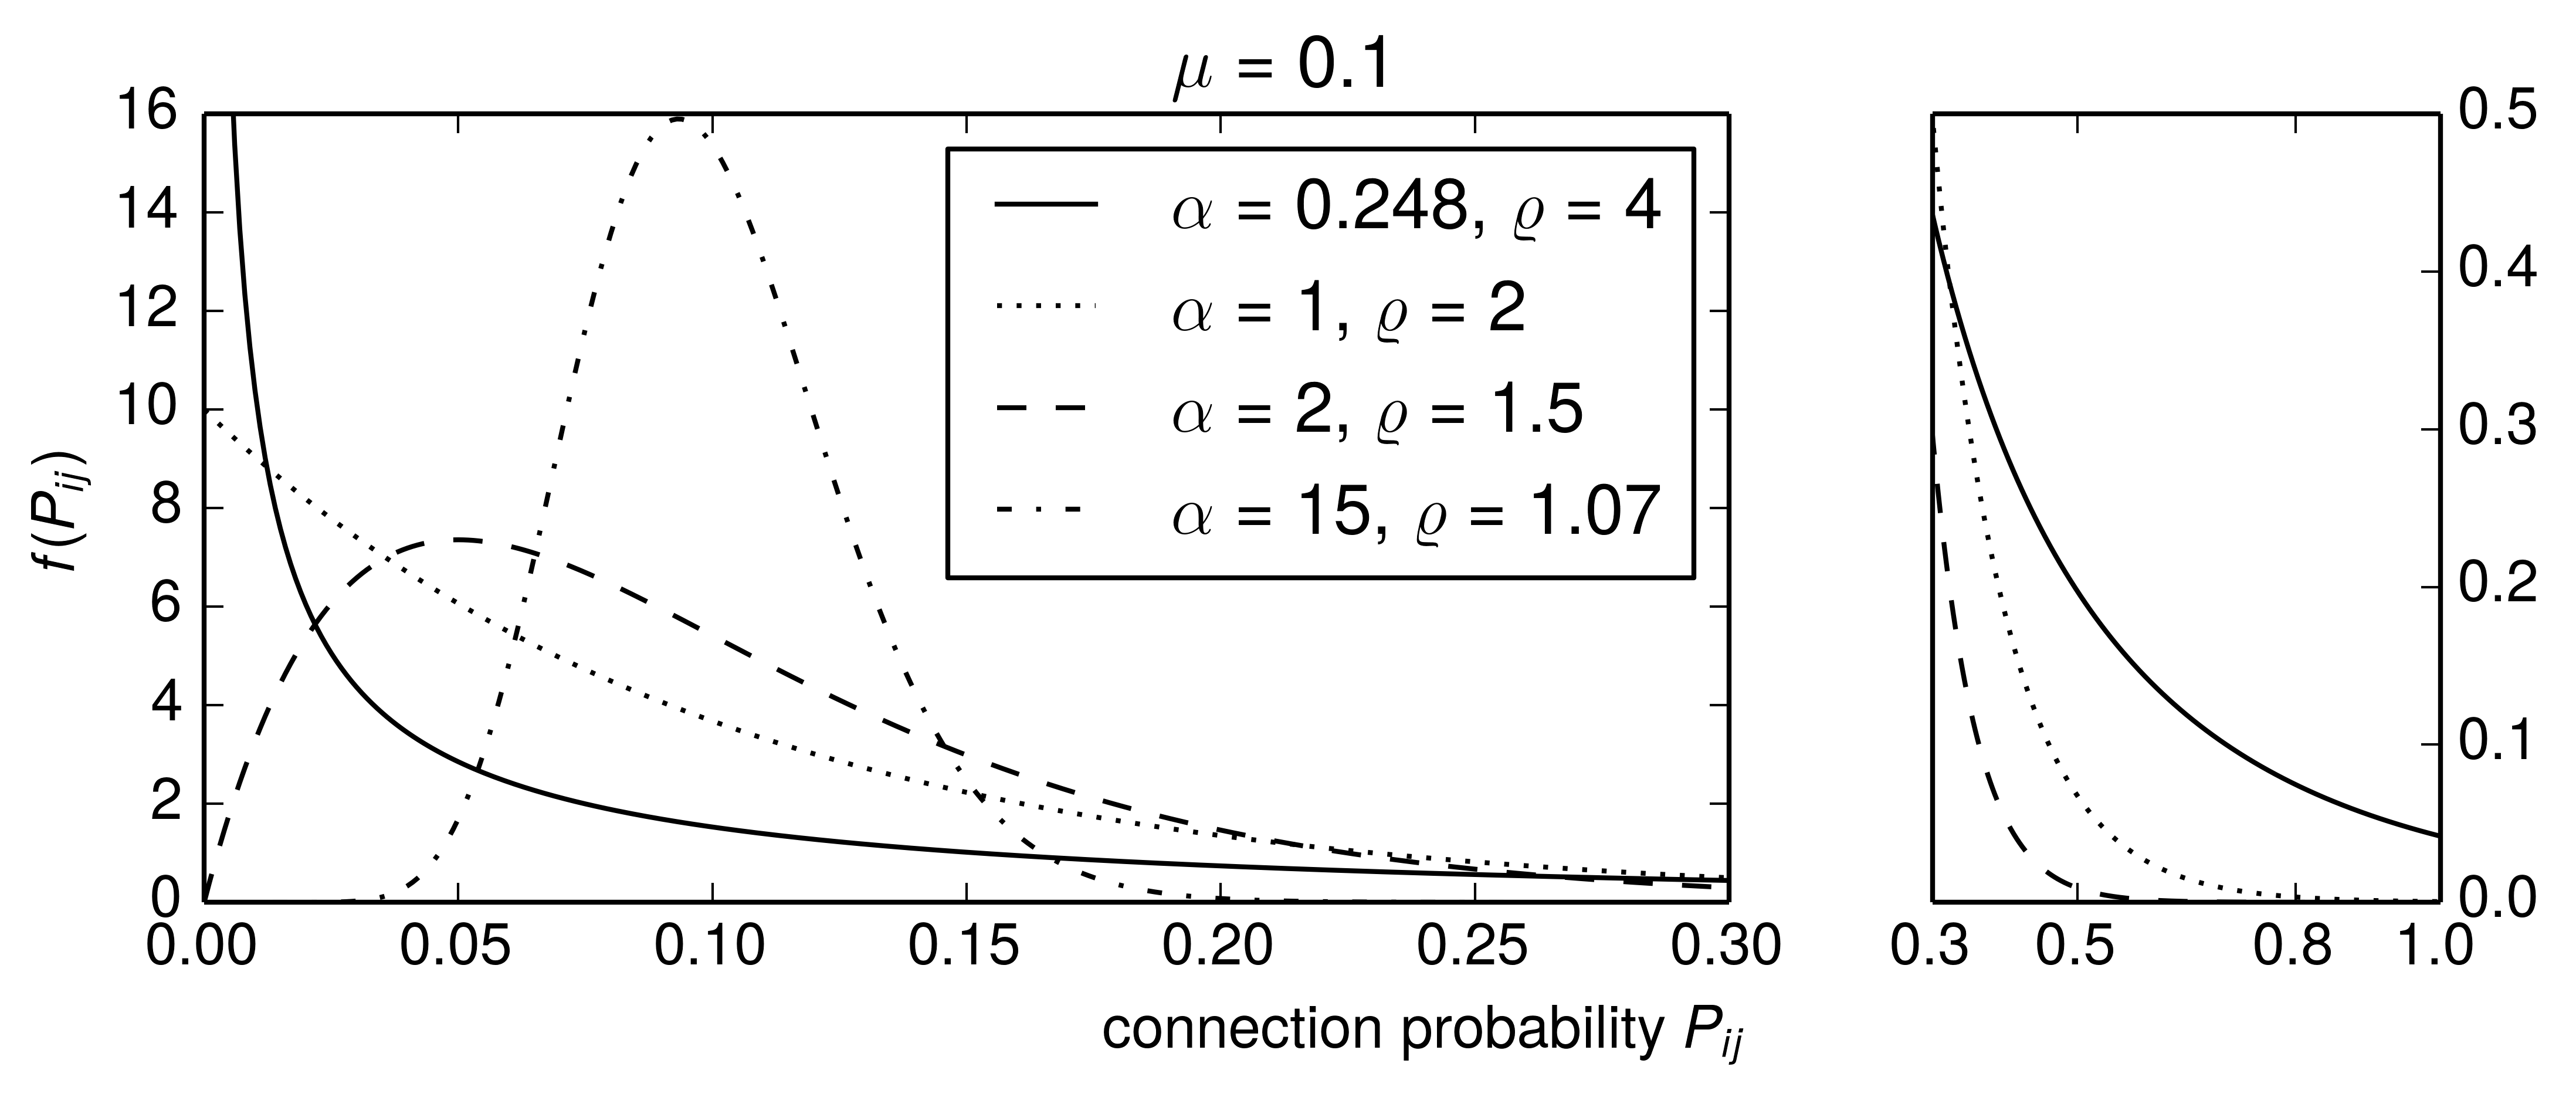 μ = 0.1
16
14
12
10
8
6
4
2
0
f(P_ij)
α = 0.248, ϱ = 4
α = 1, ϱ = 2
α = 2, ϱ = 1.5
α = 15, ϱ = 1.07
0.5
0.4
0.3
0.2
0.1
0.0
0.00 0.05 0.10 0.15 0.20 0.25 0.30 0.3 0.5 0.8 1.0
connection probability P_ij